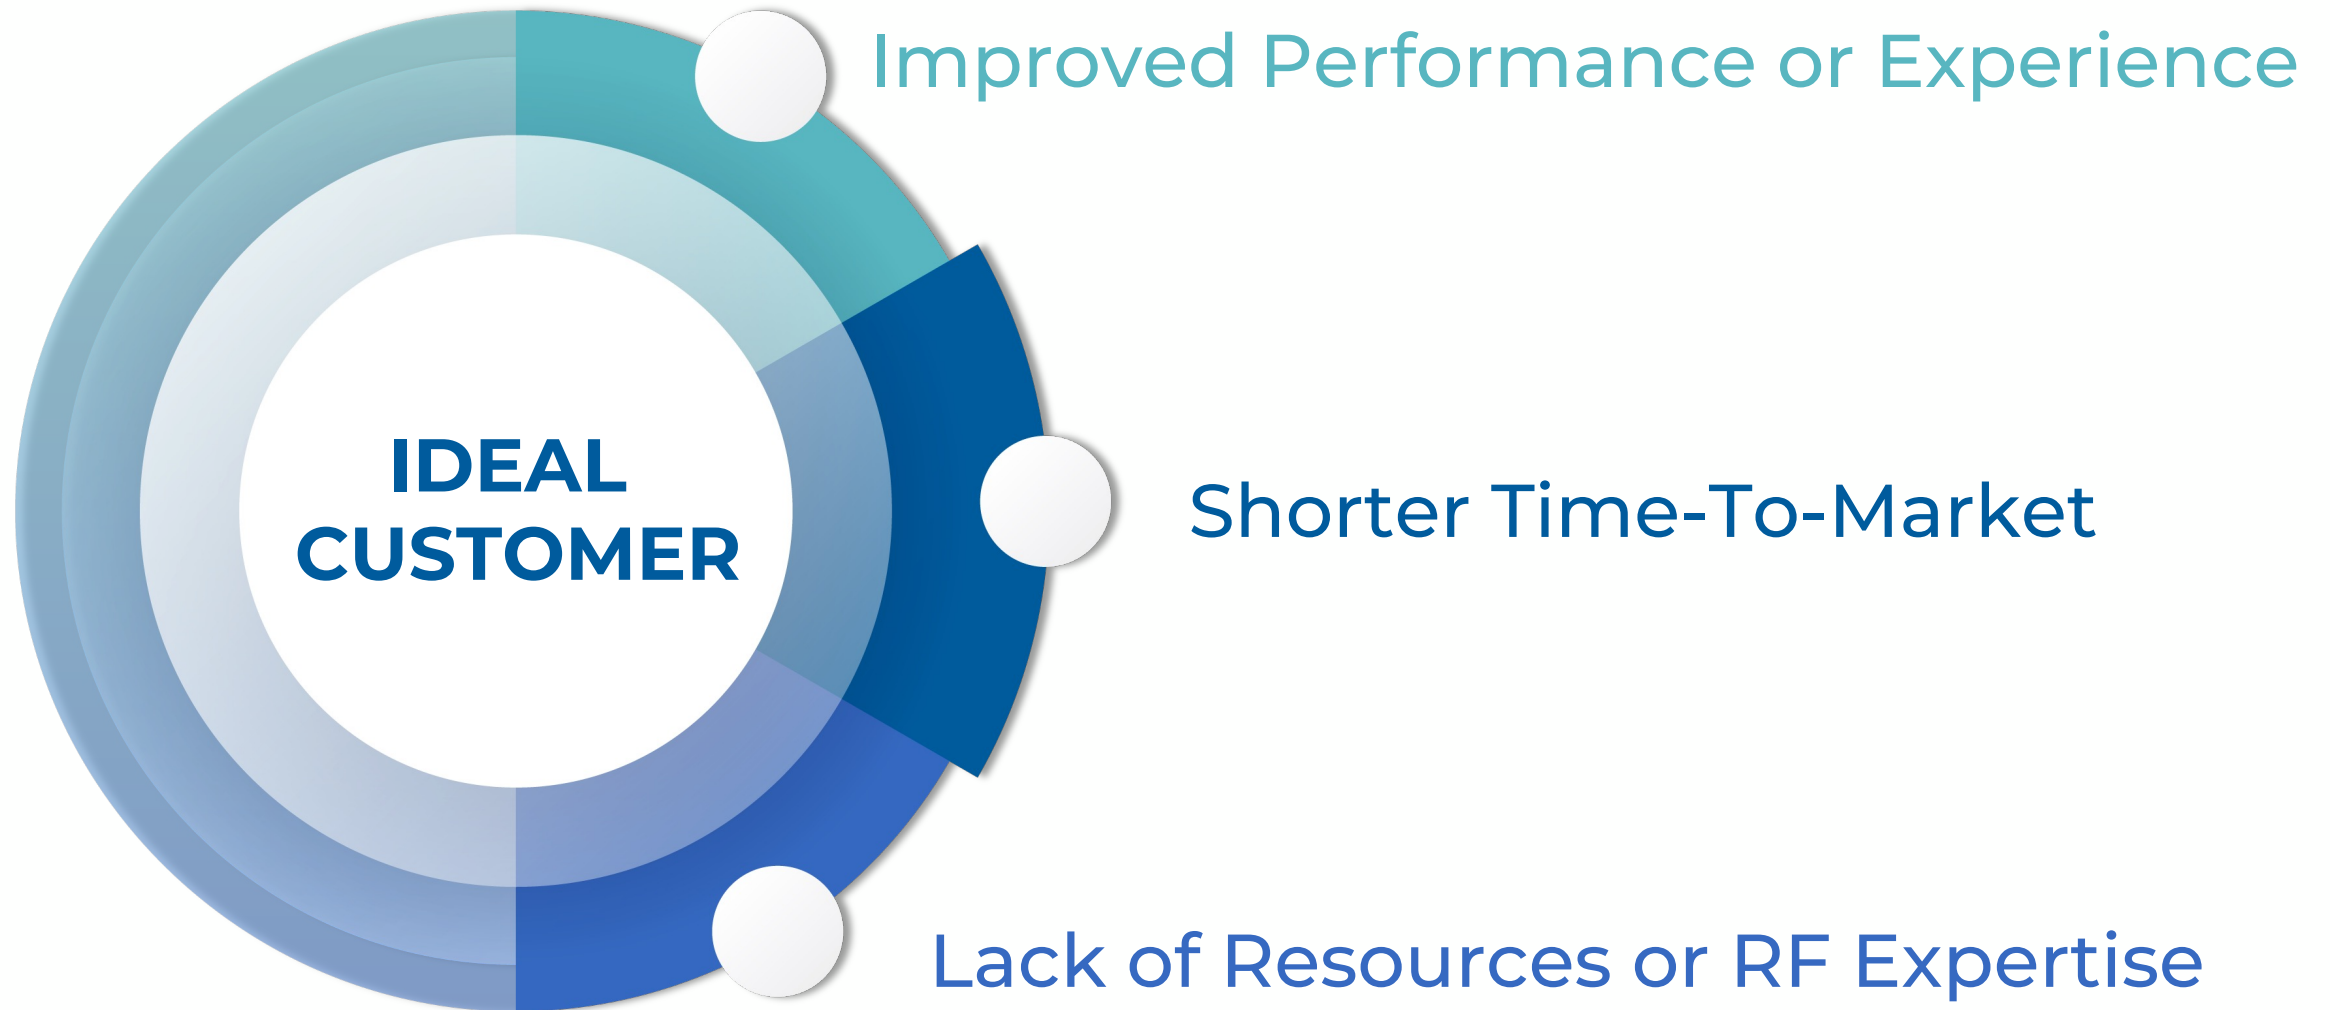 Improved Performance or Experience
IDEAL
CUSTOMER
Shorter Time-To-Market
Lack of Resources or RF Expertise